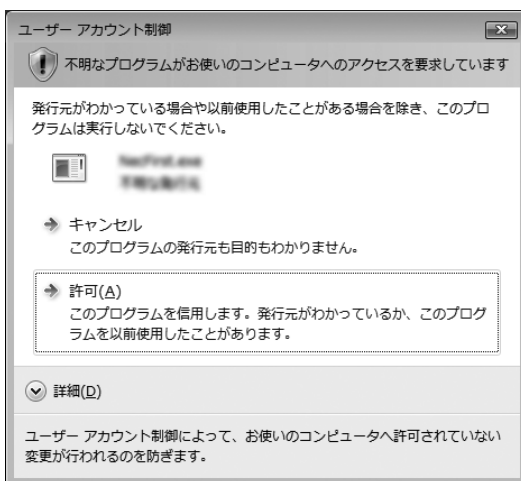 ユーザー アカウント制御
不明なプログラムがお使いのコンピュータへのアクセスを要求しています
発行元がわかっている場合や以前使用したことがある場合を除き、このプロ
グラムは実行しないでください。
キャンセル
このプログラムの発行元も目的もわかりません。
許可(A)
このプログラムを信用します。発行元がわかっているか、このプログ
ラムを以前使用したことがあります。
詳細(D)
ユーザー アカウント制御によって、お使いのコンピュータへ許可されていない
変更が行われるのを防ぎます。